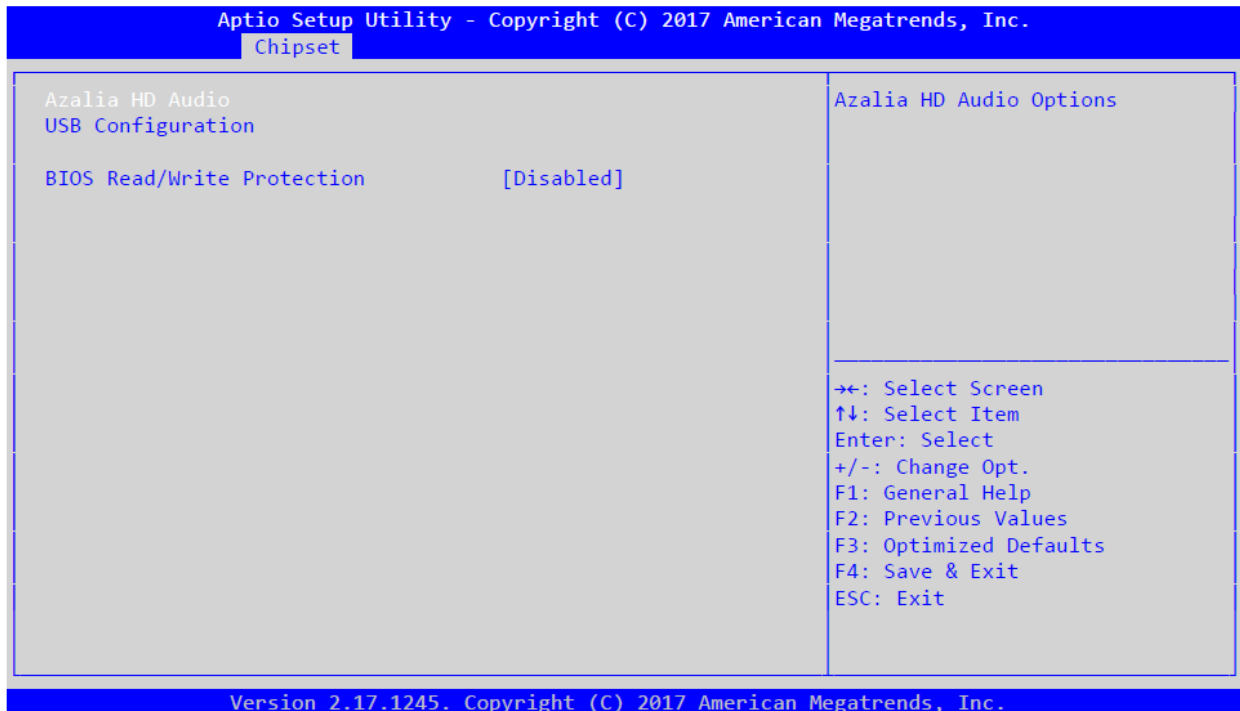 Aptio Setup Utility - Copyright (C) 2017 American Megatrends, Inc.
Chipset
Azalia HD Audio
USB Configuration
BIOS Read/Write Protection [Disabled]
Azalia HD Audio Options
→←: Select Screen
↑↓: Select Item
Enter: Select
+/-: Change Opt.
F1: General Help
F2: Previous Values
F3: Optimized Defaults
F4: Save & Exit
ESC: Exit
Version 2.17.1245. Copyright (C) 2017 American Megatrends, Inc.